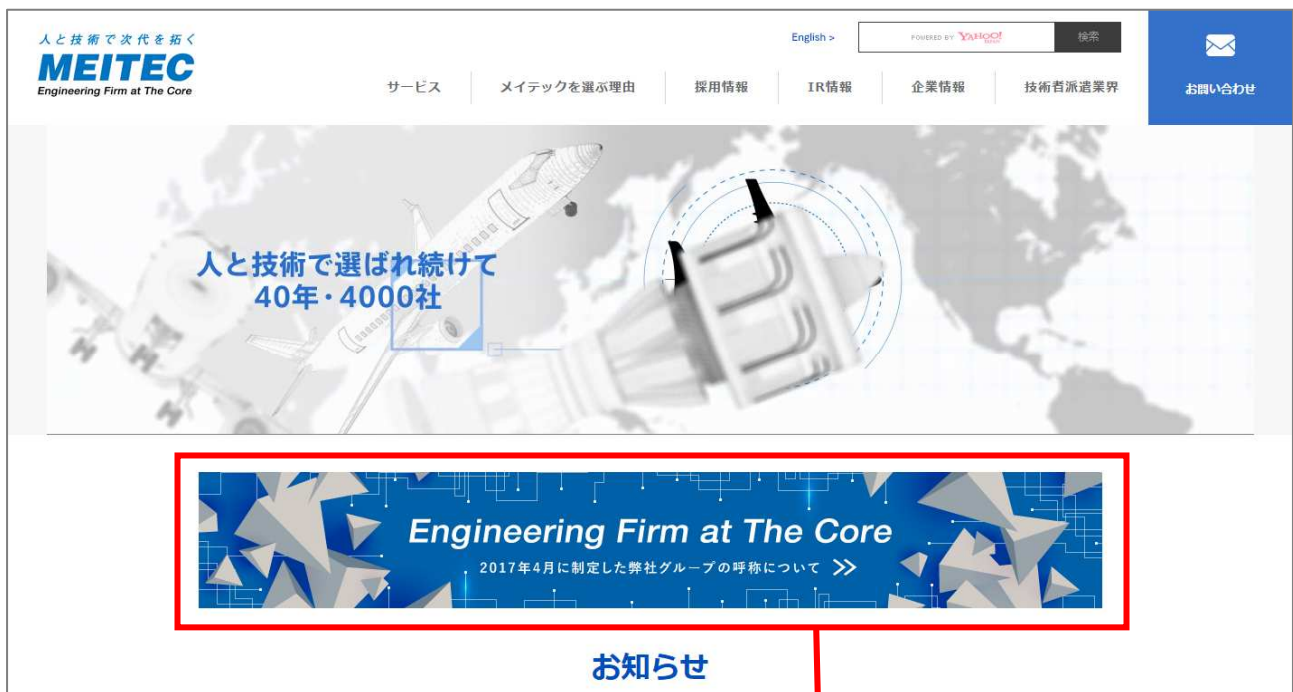 人と技術で次代を拓く
MEITEC
Engineering Firm at The Core
English >
POWERED BY YAHOO! JAPAN
検索
お問い合わせ
サービス
メイテックを選ぶ理由
採用情報
IR情報
企業情報
技術者派遣業界
人と技術で選ばれ続けて
40年・4000社
Engineering Firm at The Core
2017年4月に制定した弊社グループの呼称について
お知らせ